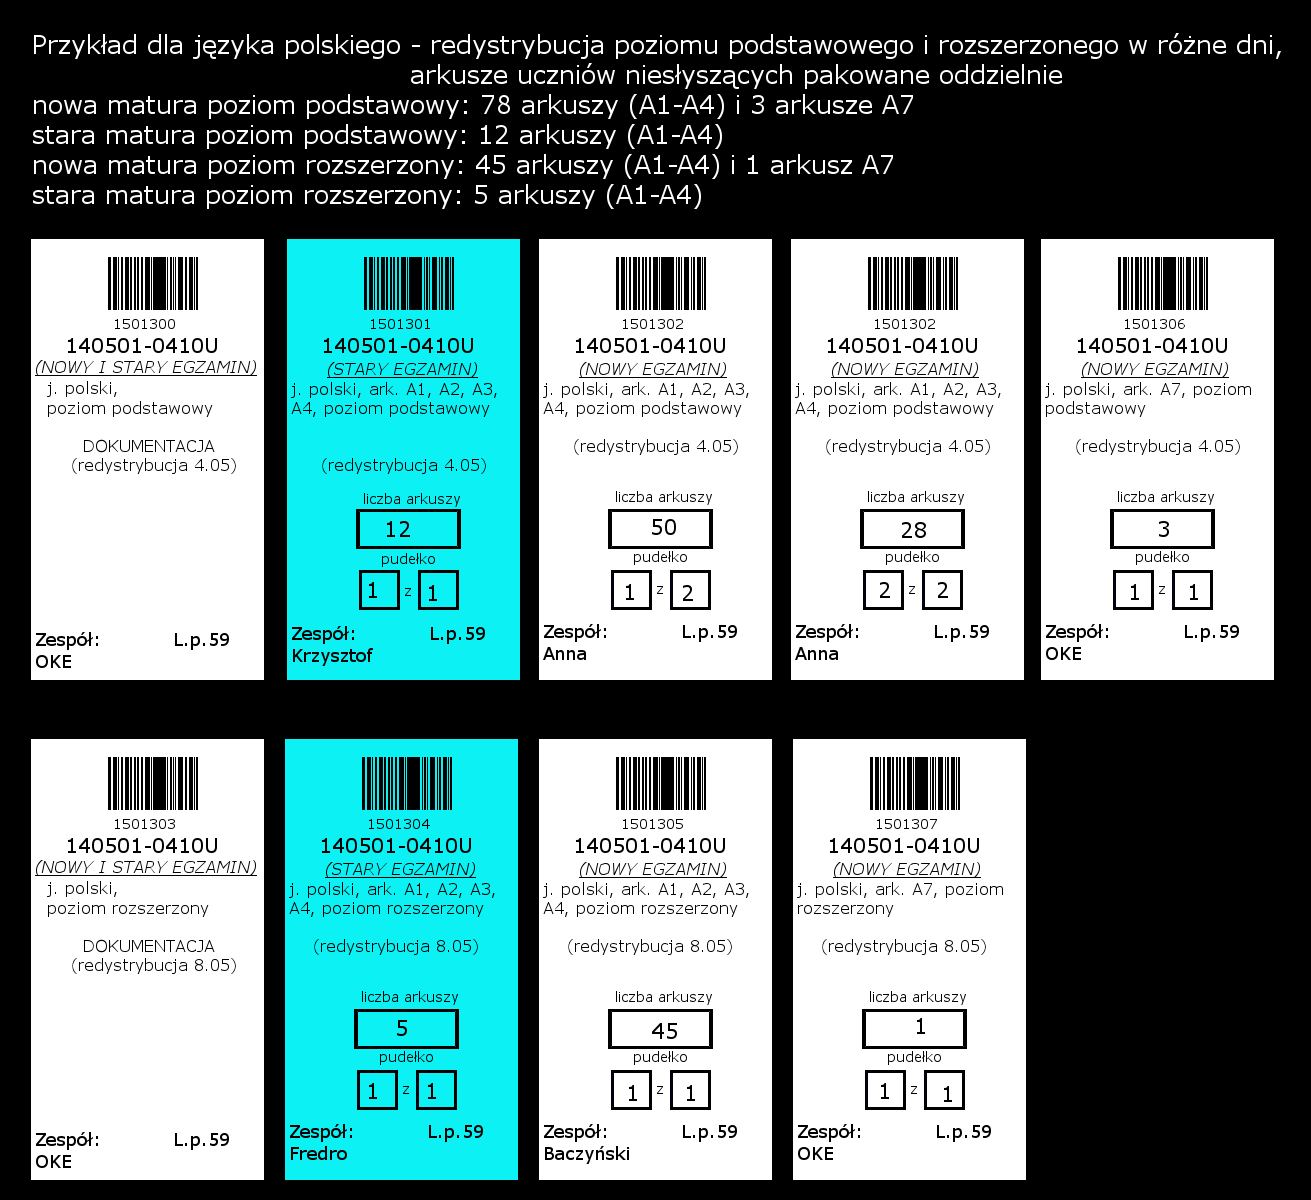 Przykład dla języka polskiego - redystrybucja poziomu podstawowego i rozszerzonego w różne dni,
arkusze uczniów niesłyszących pakowane oddzielnie
nowa matura poziom podstawowy: 78 arkuszy (A1-A4) i 3 arkusze A7
stara matura poziom podstawowy: 12 arkuszy (A1-A4)
nowa matura poziom rozszerzony: 45 arkuszy (A1-A4) i 1 arkusz A7
stara matura poziom rozszerzony: 5 arkuszy (A1-A4)
1501300
140501-0410U
(NOWY I STARY EGZAMIN)
j. polski,
poziom podstawowy
DOKUMENTACJA
(redystrybucja 4.05)
Zespół: L.p.59
OKE
1501301
140501-0410U
(STARY EGZAMIN)
j. polski, ark. A1, A2, A3,
A4, poziom podstawowy
(redystrybucja 4.05)
liczba arkuszy
12
pudełko
1 z 1
Zespół: L.p.59
Krzysztof
1501302
140501-0410U
(NOWY EGZAMIN)
j. polski, ark. A1, A2, A3,
A4, poziom podstawowy
(redystrybucja 4.05)
liczba arkuszy
50
pudełko
1 z 2
Zespół: L.p.59
Anna
1501302
140501-0410U
(NOWY EGZAMIN)
j. polski, ark. A1, A2, A3,
A4, poziom podstawowy
(redystrybucja 4.05)
liczba arkuszy
28
pudełko
2 z 2
Zespół: L.p.59
Anna
1501306
140501-0410U
(NOWY EGZAMIN)
j. polski, ark. A7, poziom
podstawowy
(redystrybucja 4.05)
liczba arkuszy
3
pudełko
1 z 1
Zespół: L.p.59
OKE
1501303
140501-0410U
(NOWY I STARY EGZAMIN)
j. polski,
poziom rozszerzony
DOKUMENTACJA
(redystrybucja 8.05)
Zespół: L.p.59
OKE
1501304
140501-0410U
(STARY EGZAMIN)
j. polski, ark. A1, A2, A3,
A4, poziom rozszerzony
(redystrybucja 8.05)
liczba arkuszy
5
pudełko
1 z 1
Zespół: L.p.59
Fredro
1501305
140501-0410U
(NOWY EGZAMIN)
j. polski, ark. A1, A2, A3,
A4, poziom rozszerzony
(redystrybucja 8.05)
liczba arkuszy
45
pudełko
1 z 1
Zespół: L.p.59
Baczyński
1501307
140501-0410U
(NOWY EGZAMIN)
j. polski, ark. A7, poziom
rozszerzony
(redystrybucja 8.05)
liczba arkuszy
1
pudełko
1 z 1
Zespół: L.p.59
OKE